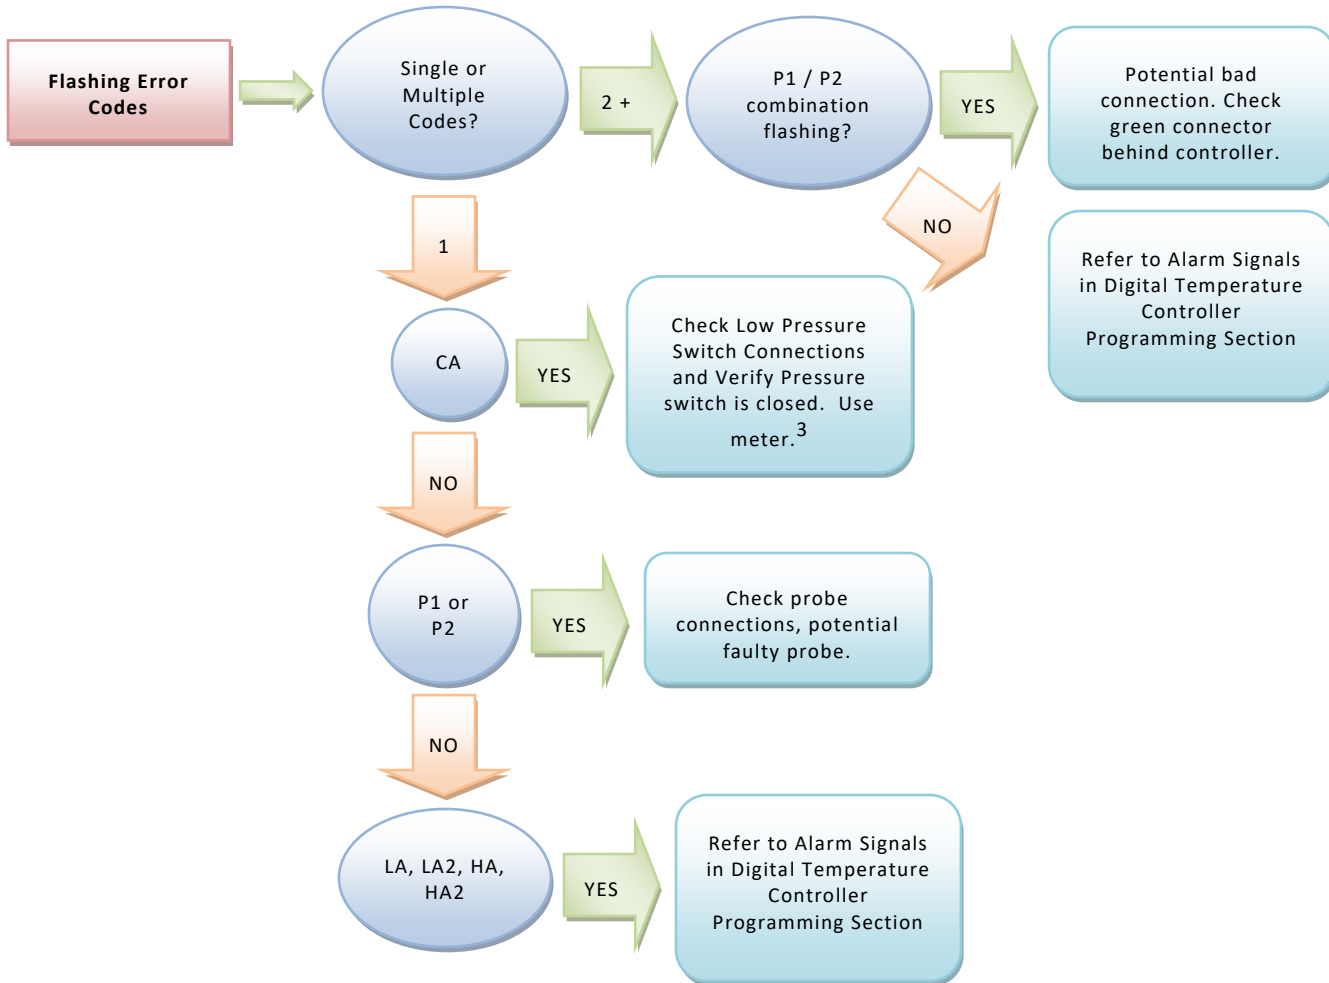 Flashing Error
Codes
Single or
Multiple
Codes?
2 +
P1 / P2
combination
flashing?
YES
Potential bad
connection. Check
green connector
behind controller.
NO
Refer to Alarm Signals
in Digital Temperature
Controller
Programming Section
1
CA
YES
Check Low Pressure
Switch Connections
and Verify Pressure
switch is closed.  Use
meter.3
NO
P1 or
P2
YES
Check probe
connections, potential
faulty probe.
NO
LA, LA2, HA,
HA2
YES
Refer to Alarm Signals
in Digital Temperature
Controller
Programming Section